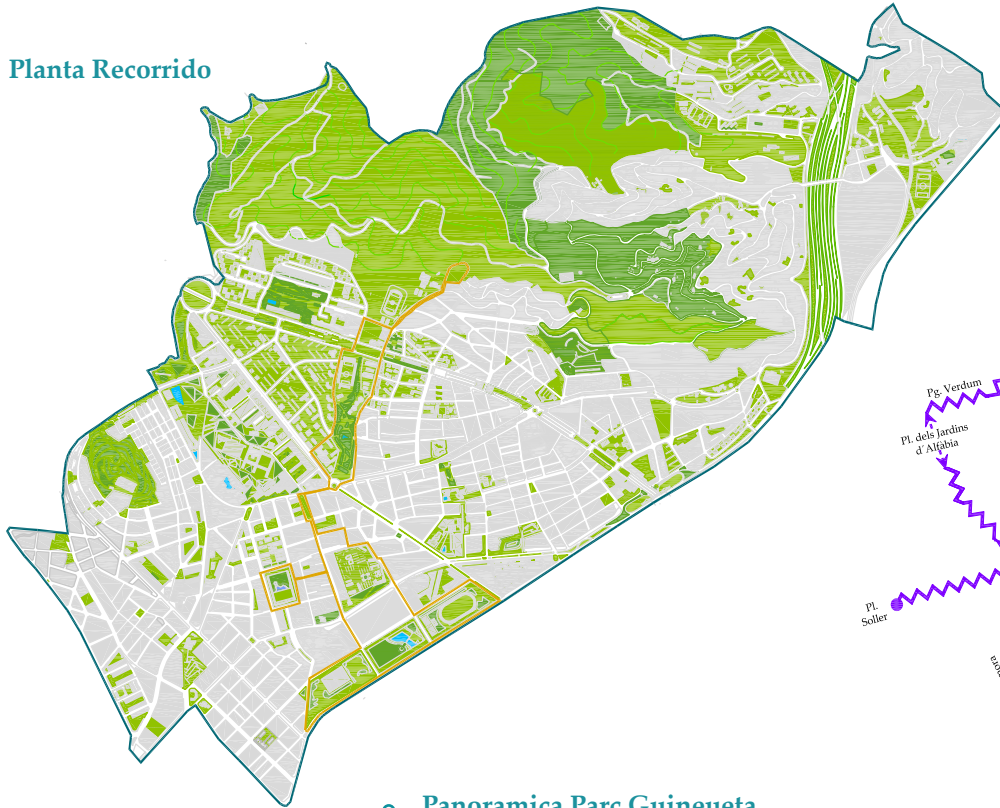 Planta Recorrido
Pg. Verdum
Pl. dels Jardins
d´Alfàbia
Pl.
Soller
Panoramica Parc Guineueta